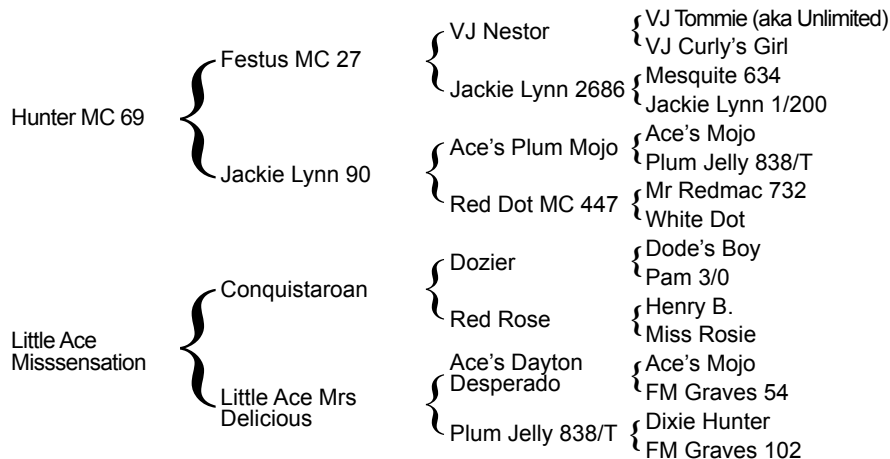 Hunter MC 69
Festus MC 27
VJ Nestor
VJ Tommie (aka Unlimited)
VJ Curly's Girl
Jackie Lynn 2686
Mesquite 634
Jackie Lynn 1/200
Jackie Lynn 90
Ace's Plum Mojo
Ace's Mojo
Plum Jelly 838/T
Red Dot MC 447
Mr Redmac 732
White Dot
Little Ace
Misssensation
Conquistaroan
Dozier
Dode's Boy
Pam 3/0
Red Rose
Henry B.
Miss Rosie
Little Ace Mrs
Delicious
Ace's Dayton
Desperado
Ace's Mojo
FM Graves 54
Plum Jelly 838/T
Dixie Hunter
FM Graves 102